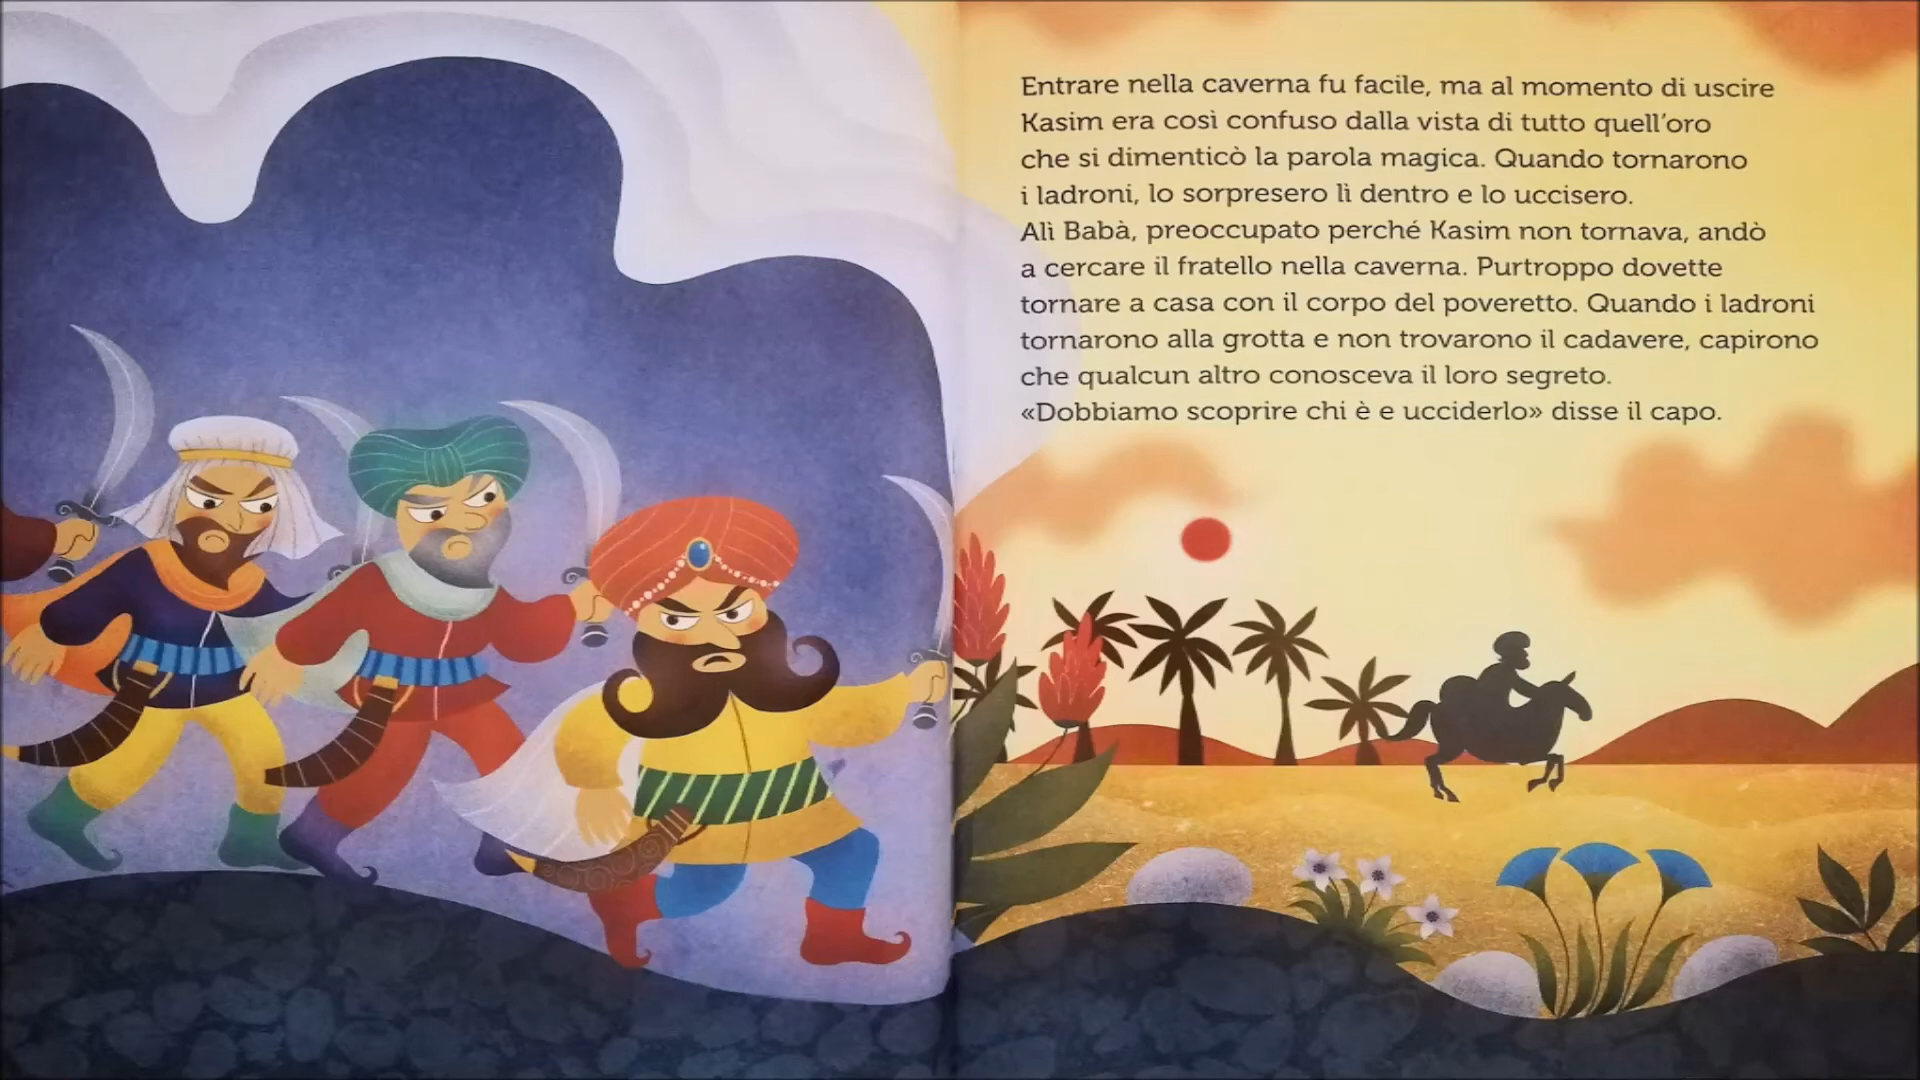 Entrare nella caverna fu facile, ma al momento di uscire
Kasim era così confuso dalla vista di tutto quell'oro
che si dimenticò la parola magica. Quando tornarono
i ladroni, lo sorpresero lì dentro e lo uccisero.
Alì Babà, preoccupato perché Kasim non tornava, andò
a cercare il fratello nella caverna. Purtroppo dovette
tornare a casa con il corpo del poveretto. Quando i ladroni
tornarono alla grotta e non trovarono il cadavere, capirono
che qualcun altro conosceva il loro segreto.
«Dobbiamo scoprire chi è e ucciderlo» disse il capo.